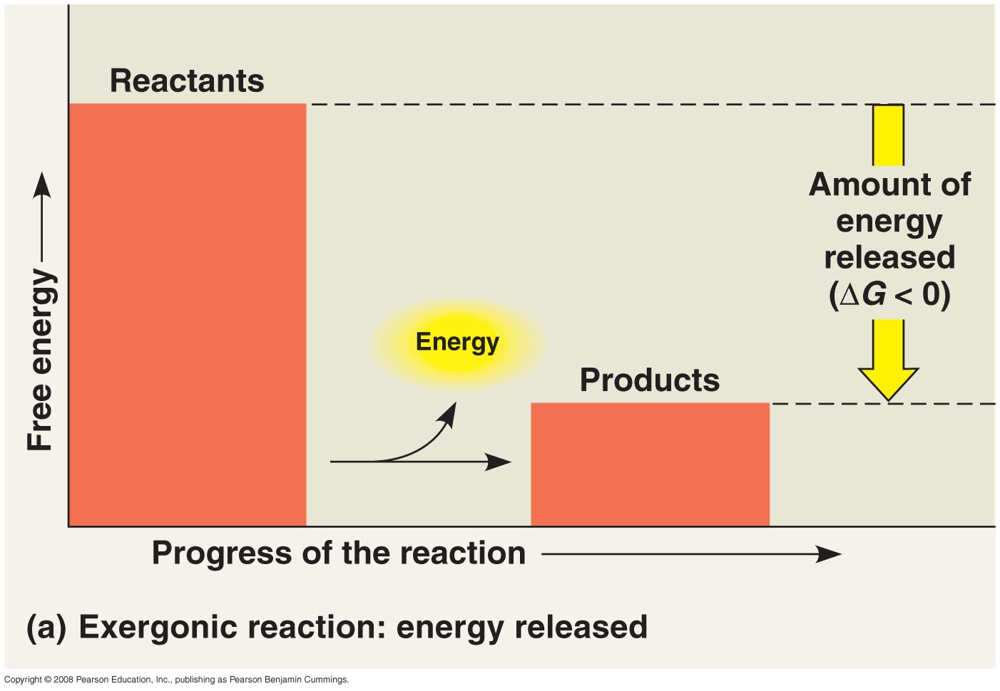 Reactants
Amount of
energy
released
(ΔG < 0)
Energy
Products
Free energy
Progress of the reaction
(a) Exergonic reaction: energy released
Copyright © 2008 Pearson Education, Inc., publishing as Pearson Benjamin Cummings.